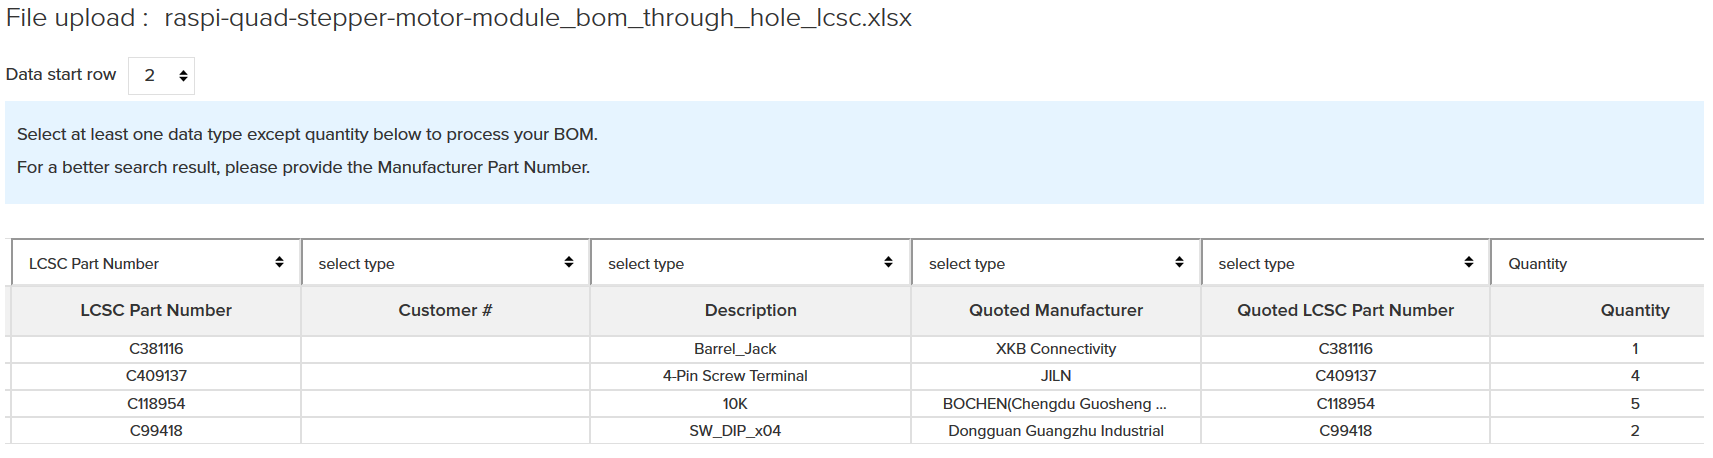 File upload : raspi-quad-stepper-motor-module_bom_through_hole_lcsc.xlsx
Data start row 2
Select at least one data type except quantity below to process your BOM.
For a better search result, please provide the Manufacturer Part Number.
LCSC Part Number select type select type select type select type Quantity
LCSC Part Number Customer # Description Quoted Manufacturer Quoted LCSC Part Number Quantity
C381116 Barrel_Jack XKB Connectivity C381116 1
C409137 4-Pin Screw Terminal JILN C409137 4
C118954 10K BOCHEN(Chengdu Guosheng ... C118954 5
C99418 SW_DIP_x04 Dongguan Guangzhu Industrial C99418 2